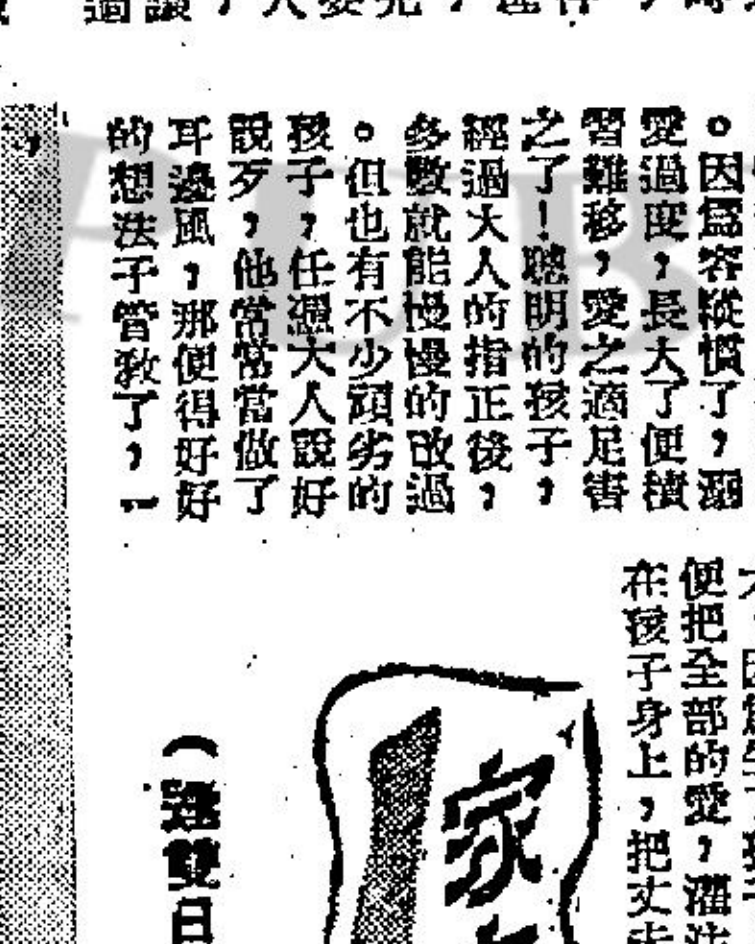 。因爲容縱慣了，溺
愛過度，長大了便積
習難移，愛之適足害
之了！聰明的孩子，
經過大人的指正後，
多數就能慢慢的改過
。但也有不少頑劣的
孩子，任憑大人說好
說歹，他常常當做了
耳邊風，那便得好好
的想法子管教了，一
便把全部的愛，灌注
在孩子身上，把丈夫
家
（逢雙日
PUB